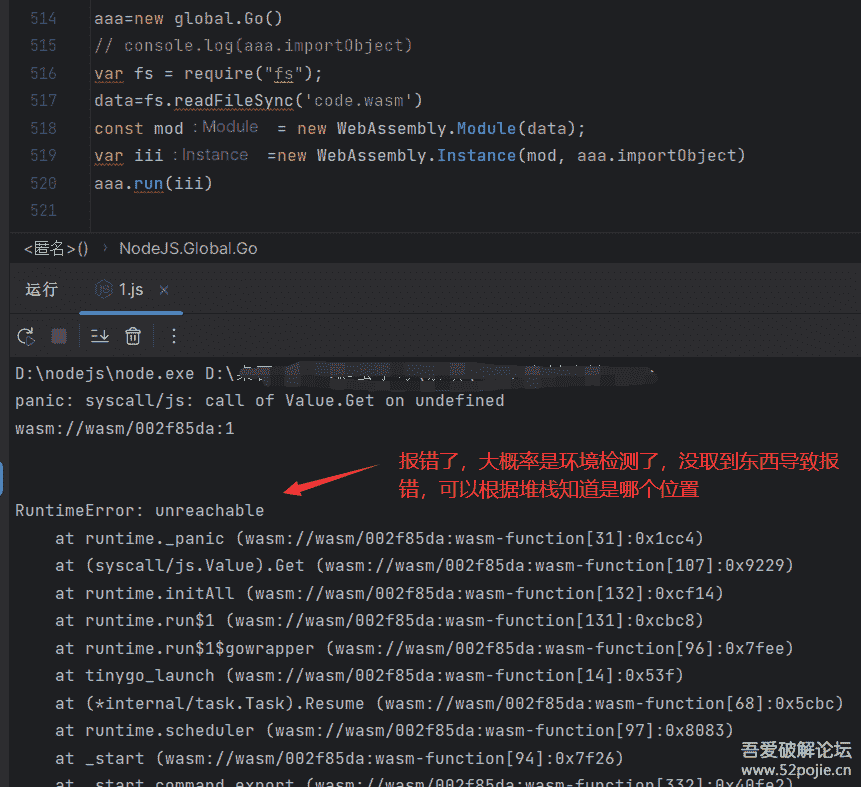 514 aaa=new global.Go()
515 // console.log(aaa.importObject)
516 var fs = require("fs");
517 data=fs.readFileSync('code.wasm')
518 const mod : Module = new WebAssembly.Module(data);
519 var iii : Instance =new WebAssembly.Instance(mod, aaa.importObject)
520 aaa.run(iii)
521
<匿名>() › NodeJS.Global.Go
运行 JS 1.js ×
D:\nodejs\node.exe D:\
panic: syscall/js: call of Value.Get on undefined
wasm://wasm/002f85da:1
报错了，大概率是环境检测了，没取到东西导致报
错，可以根据堆栈知道是哪个位置
RuntimeError: unreachable
at runtime._panic (wasm://wasm/002f85da:wasm-function[31]:0x1cc4)
at (syscall/js.Value).Get (wasm://wasm/002f85da:wasm-function[107]:0x9229)
at runtime.initAll (wasm://wasm/002f85da:wasm-function[132]:0xcf14)
at runtime.run$1 (wasm://wasm/002f85da:wasm-function[131]:0xcbc8)
at runtime.run$1$gowrapper (wasm://wasm/002f85da:wasm-function[96]:0x7fee)
at tinygo_launch (wasm://wasm/002f85da:wasm-function[14]:0x53f)
at (*internal/task.Task).Resume (wasm://wasm/002f85da:wasm-function[68]:0x5cbc)
at runtime.scheduler (wasm://wasm/002f85da:wasm-function[97]:0x8083)
at _start (wasm://wasm/002f85da:wasm-function[94]:0x7f26)
at _start.command_export (wasm://wasm/002f85da:wasm-function[332]:0x40fe2)
吾爱破解论坛
www.52pojie.cn